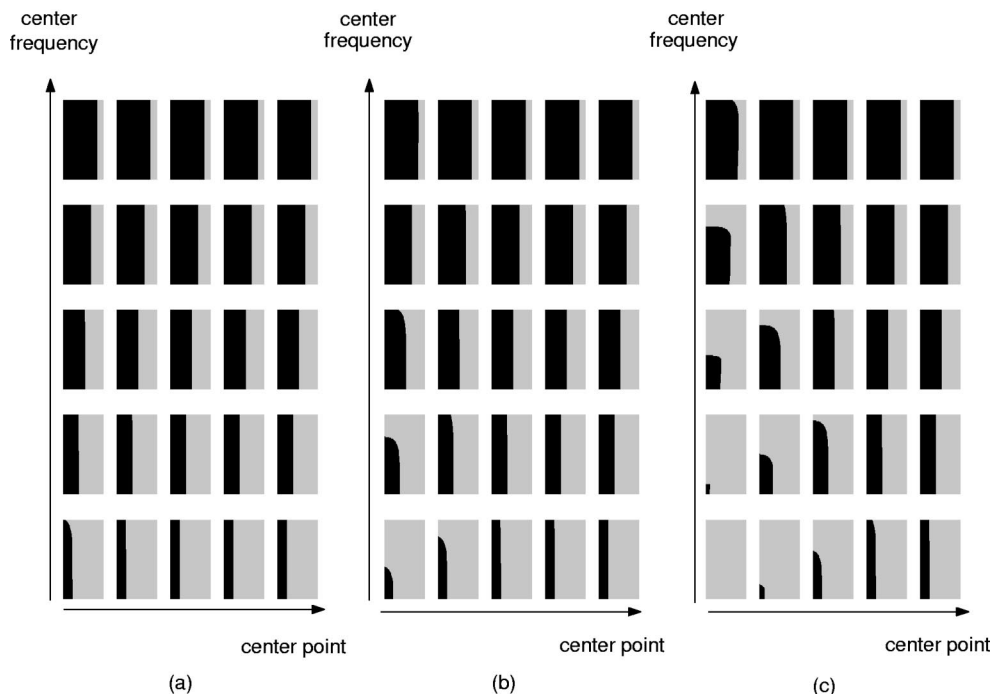 center
frequency
center point
(a)
center
frequency
center point
(b)
center
frequency
center point
(c)